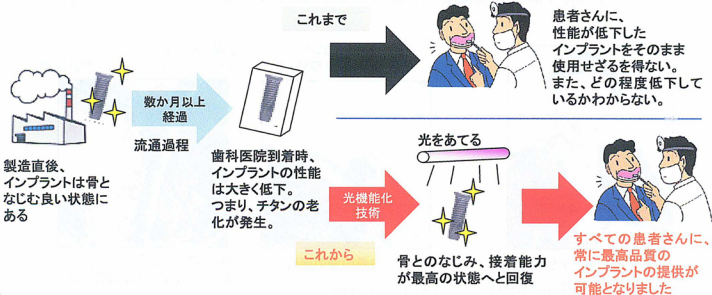 製造直後、
インプラントは骨と
なじむ良い状態に
ある
数か月以上
経過
流通過程
歯科医院到着時、
インプラントの性能
は大きく低下。
つまり、チタンの老
化が発生。
これまで
患者さんに、
性能が低下した
インプラントをそのまま
使用せざるを得ない。
また、どの程度低下して
いるかわからない。
これから
光機能化
技術
光をあてる
骨とのなじみ、接着能力
が最高の状態へと回復
すべての患者さんに、
常に最高品質の
インプラントの提供が
可能となりました